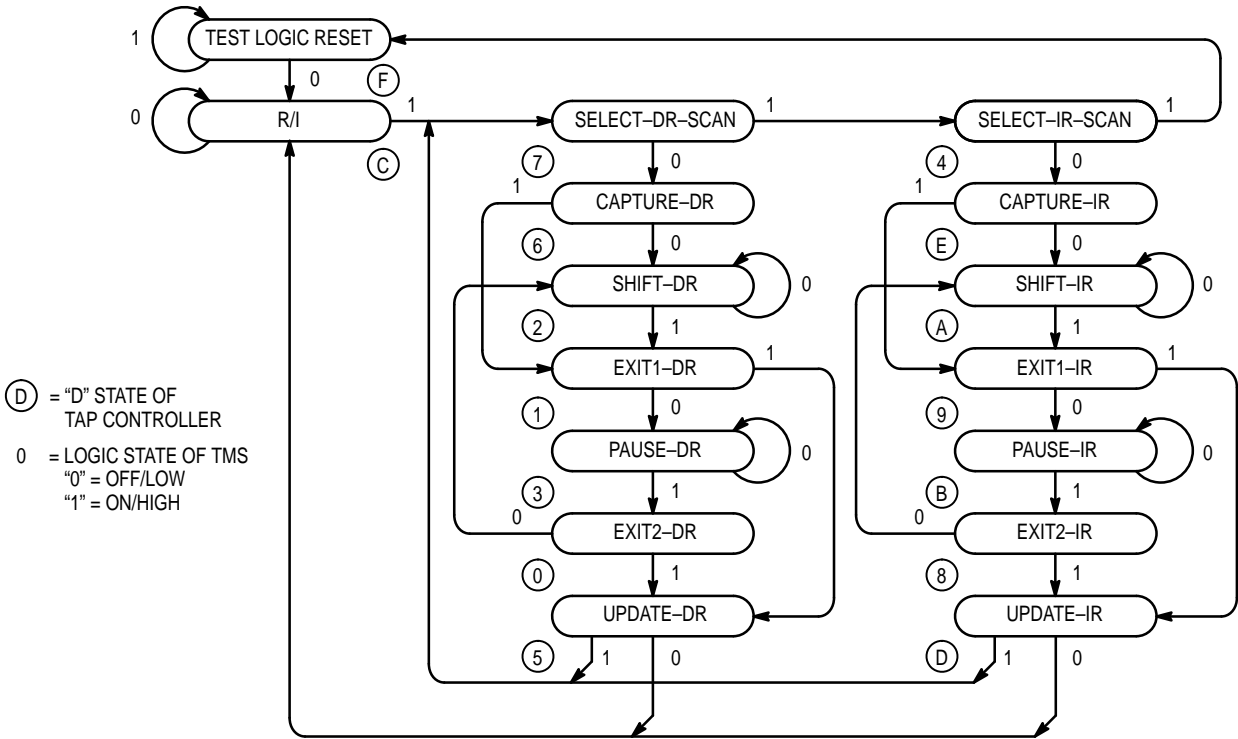 1
TEST LOGIC RESET
0
F
0
R/I
1
C
SELECT–DR–SCAN
1
SELECT–IR–SCAN
1
7
0
4
0
1
CAPTURE–DR
1
CAPTURE–IR
6
0
E
0
SHIFT–DR
0
SHIFT–IR
0
2
1
A
1
EXIT1–DR
1
EXIT1–IR
1
D = “D” STATE OF
TAP CONTROLLER
1
0
9
0
0 = LOGIC STATE OF TMS
“0” = OFF/LOW
“1” = ON/HIGH
PAUSE–DR
0
PAUSE–IR
0
3
1
B
1
0
EXIT2–DR
0
EXIT2–IR
0
1
8
1
UPDATE–DR
UPDATE–IR
5
1
0
D
1
0